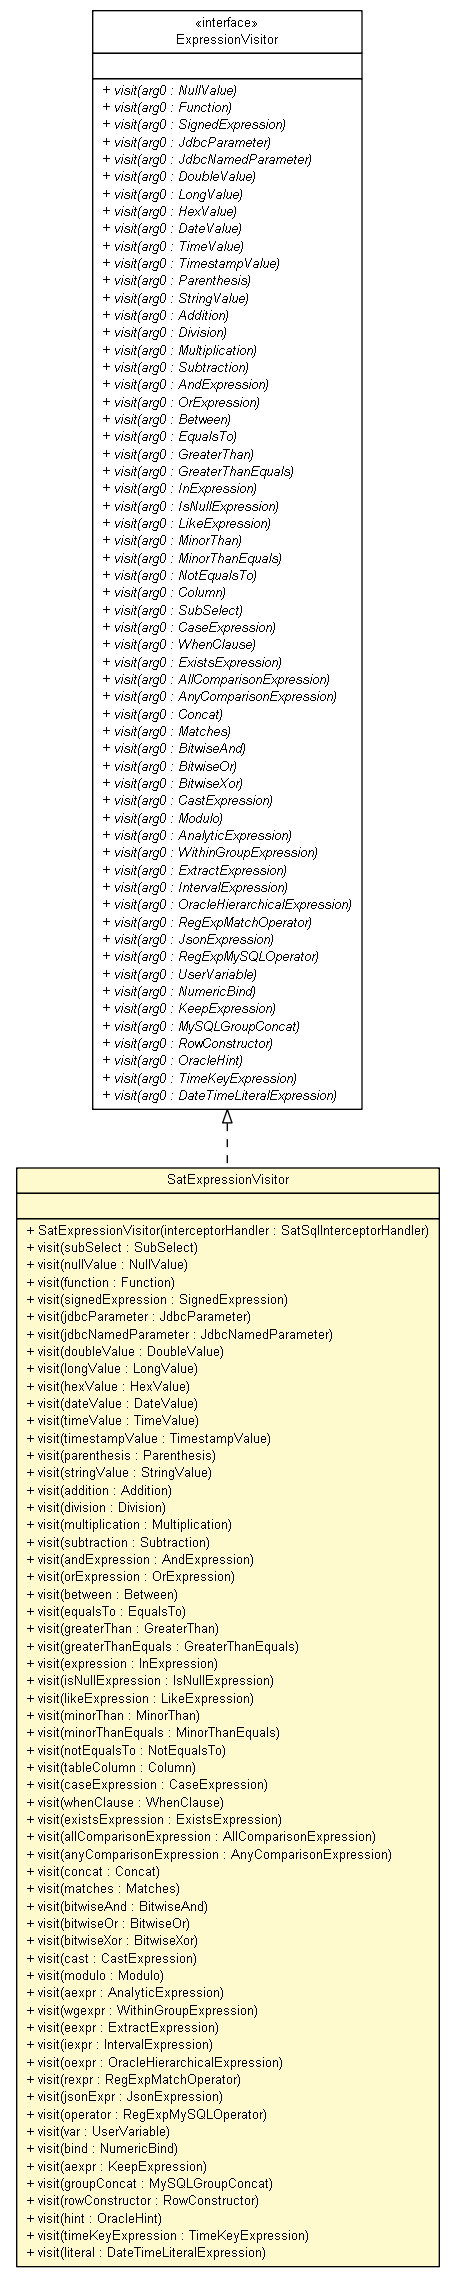 «interface»
ExpressionVisitor
+ visit(arg0 : NullValue)
+ visit(arg0 : Function)
+ visit(arg0 : SignedExpression)
+ visit(arg0 : JdbcParameter)
+ visit(arg0 : JdbcNamedParameter)
+ visit(arg0 : DoubleValue)
+ visit(arg0 : LongValue)
+ visit(arg0 : HexValue)
+ visit(arg0 : DateValue)
+ visit(arg0 : TimeValue)
+ visit(arg0 : TimestampValue)
+ visit(arg0 : Parenthesis)
+ visit(arg0 : StringValue)
+ visit(arg0 : Addition)
+ visit(arg0 : Division)
+ visit(arg0 : Multiplication)
+ visit(arg0 : Subtraction)
+ visit(arg0 : AndExpression)
+ visit(arg0 : OrExpression)
+ visit(arg0 : Between)
+ visit(arg0 : EqualsTo)
+ visit(arg0 : GreaterThan)
+ visit(arg0 : GreaterThanEquals)
+ visit(arg0 : InExpression)
+ visit(arg0 : IsNullExpression)
+ visit(arg0 : LikeExpression)
+ visit(arg0 : MinorThan)
+ visit(arg0 : MinorThanEquals)
+ visit(arg0 : NotEqualsTo)
+ visit(arg0 : Column)
+ visit(arg0 : SubSelect)
+ visit(arg0 : CaseExpression)
+ visit(arg0 : WhenClause)
+ visit(arg0 : ExistsExpression)
+ visit(arg0 : AllComparisonExpression)
+ visit(arg0 : AnyComparisonExpression)
+ visit(arg0 : Concat)
+ visit(arg0 : Matches)
+ visit(arg0 : BitwiseAnd)
+ visit(arg0 : BitwiseOr)
+ visit(arg0 : BitwiseXor)
+ visit(arg0 : CastExpression)
+ visit(arg0 : Modulo)
+ visit(arg0 : AnalyticExpression)
+ visit(arg0 : WithinGroupExpression)
+ visit(arg0 : ExtractExpression)
+ visit(arg0 : IntervalExpression)
+ visit(arg0 : OracleHierarchicalExpression)
+ visit(arg0 : RegExpMatchOperator)
+ visit(arg0 : JsonExpression)
+ visit(arg0 : RegExpMySQLOperator)
+ visit(arg0 : UserVariable)
+ visit(arg0 : NumericBind)
+ visit(arg0 : KeepExpression)
+ visit(arg0 : MySQLGroupConcat)
+ visit(arg0 : RowConstructor)
+ visit(arg0 : OracleHint)
+ visit(arg0 : TimeKeyExpression)
+ visit(arg0 : DateTimeLiteralExpression)
SatExpressionVisitor
+ SatExpressionVisitor(interceptorHandler : SatSqlInterceptorHandler)
+ visit(subSelect : SubSelect)
+ visit(nullValue : NullValue)
+ visit(function : Function)
+ visit(signedExpression : SignedExpression)
+ visit(jdbcParameter : JdbcParameter)
+ visit(jdbcNamedParameter : JdbcNamedParameter)
+ visit(doubleValue : DoubleValue)
+ visit(longValue : LongValue)
+ visit(hexValue : HexValue)
+ visit(dateValue : DateValue)
+ visit(timeValue : TimeValue)
+ visit(timestampValue : TimestampValue)
+ visit(parenthesis : Parenthesis)
+ visit(stringValue : StringValue)
+ visit(addition : Addition)
+ visit(division : Division)
+ visit(multiplication : Multiplication)
+ visit(subtraction : Subtraction)
+ visit(andExpression : AndExpression)
+ visit(orExpression : OrExpression)
+ visit(between : Between)
+ visit(equalsTo : EqualsTo)
+ visit(greaterThan : GreaterThan)
+ visit(greaterThanEquals : GreaterThanEquals)
+ visit(expression : InExpression)
+ visit(isNullExpression : IsNullExpression)
+ visit(likeExpression : LikeExpression)
+ visit(minorThan : MinorThan)
+ visit(minorThanEquals : MinorThanEquals)
+ visit(notEqualsTo : NotEqualsTo)
+ visit(tableColumn : Column)
+ visit(caseExpression : CaseExpression)
+ visit(whenClause : WhenClause)
+ visit(existsExpression : ExistsExpression)
+ visit(allComparisonExpression : AllComparisonExpression)
+ visit(anyComparisonExpression : AnyComparisonExpression)
+ visit(concat : Concat)
+ visit(matches : Matches)
+ visit(bitwiseAnd : BitwiseAnd)
+ visit(bitwiseOr : BitwiseOr)
+ visit(bitwiseXor : BitwiseXor)
+ visit(cast : CastExpression)
+ visit(modulo : Modulo)
+ visit(aexpr : AnalyticExpression)
+ visit(wgexpr : WithinGroupExpression)
+ visit(eexpr : ExtractExpression)
+ visit(iexpr : IntervalExpression)
+ visit(oexpr : OracleHierarchicalExpression)
+ visit(rexpr : RegExpMatchOperator)
+ visit(jsonExpr : JsonExpression)
+ visit(operator : RegExpMySQLOperator)
+ visit(var : UserVariable)
+ visit(bind : NumericBind)
+ visit(aexpr : KeepExpression)
+ visit(groupConcat : MySQLGroupConcat)
+ visit(rowConstructor : RowConstructor)
+ visit(hint : OracleHint)
+ visit(timeKeyExpression : TimeKeyExpression)
+ visit(literal : DateTimeLiteralExpression)